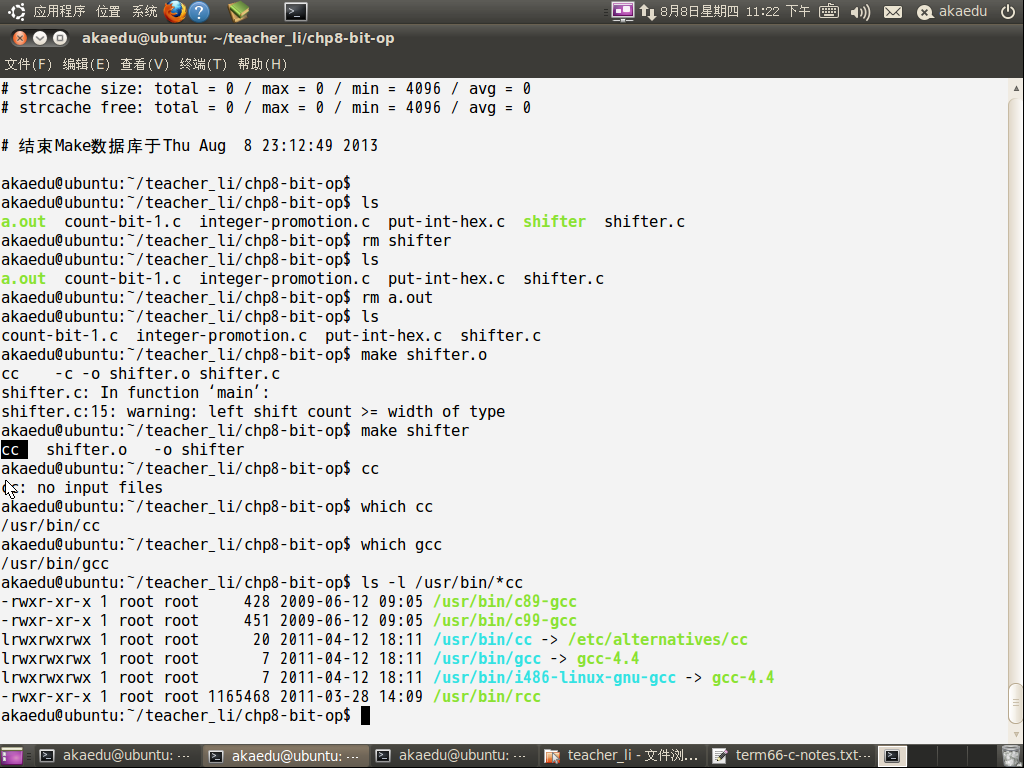 应用程序 位置 系统 8月8日星期四 11:22 下午 akaedu
akaedu@ubuntu: ~/teacher_li/chp8-bit-op
文件(F) 编辑(E) 查看(V) 终端(T) 帮助(H)
# strcache size: total = 0 / max = 0 / min = 4096 / avg = 0
# strcache free: total = 0 / max = 0 / min = 4096 / avg = 0
# 结束Make数据库于Thu Aug  8 23:12:49 2013
akaedu@ubuntu:~/teacher_li/chp8-bit-op$
akaedu@ubuntu:~/teacher_li/chp8-bit-op$ ls
a.out  count-bit-1.c  integer-promotion.c  put-int-hex.c  shifter  shifter.c
akaedu@ubuntu:~/teacher_li/chp8-bit-op$ rm shifter
akaedu@ubuntu:~/teacher_li/chp8-bit-op$ ls
a.out  count-bit-1.c  integer-promotion.c  put-int-hex.c  shifter.c
akaedu@ubuntu:~/teacher_li/chp8-bit-op$ rm a.out
akaedu@ubuntu:~/teacher_li/chp8-bit-op$ ls
count-bit-1.c  integer-promotion.c  put-int-hex.c  shifter.c
akaedu@ubuntu:~/teacher_li/chp8-bit-op$ make shifter.o
cc    -c -o shifter.o shifter.c
shifter.c: In function ‘main’:
shifter.c:15: warning: left shift count >= width of type
akaedu@ubuntu:~/teacher_li/chp8-bit-op$ make shifter
cc   shifter.o   -o shifter
akaedu@ubuntu:~/teacher_li/chp8-bit-op$ cc
cc: no input files
akaedu@ubuntu:~/teacher_li/chp8-bit-op$ which cc
/usr/bin/cc
akaedu@ubuntu:~/teacher_li/chp8-bit-op$ which gcc
/usr/bin/gcc
akaedu@ubuntu:~/teacher_li/chp8-bit-op$ ls -l /usr/bin/*cc
-rwxr-xr-x 1 root root     428 2009-06-12 09:05 /usr/bin/c89-gcc
-rwxr-xr-x 1 root root     451 2009-06-12 09:05 /usr/bin/c99-gcc
lrwxrwxrwx 1 root root      20 2011-04-12 18:11 /usr/bin/cc -> /etc/alternatives/cc
lrwxrwxrwx 1 root root       7 2011-04-12 18:11 /usr/bin/gcc -> gcc-4.4
lrwxrwxrwx 1 root root       7 2011-04-12 18:11 /usr/bin/i486-linux-gnu-gcc -> gcc-4.4
-rwxr-xr-x 1 root root 1165468 2011-03-28 14:09 /usr/bin/rcc
akaedu@ubuntu:~/teacher_li/chp8-bit-op$
akaedu@ubuntu: ... akaedu@ubuntu: ... akaedu@ubuntu: ... teacher_li - 文件浏... term66-c-notes.txt...